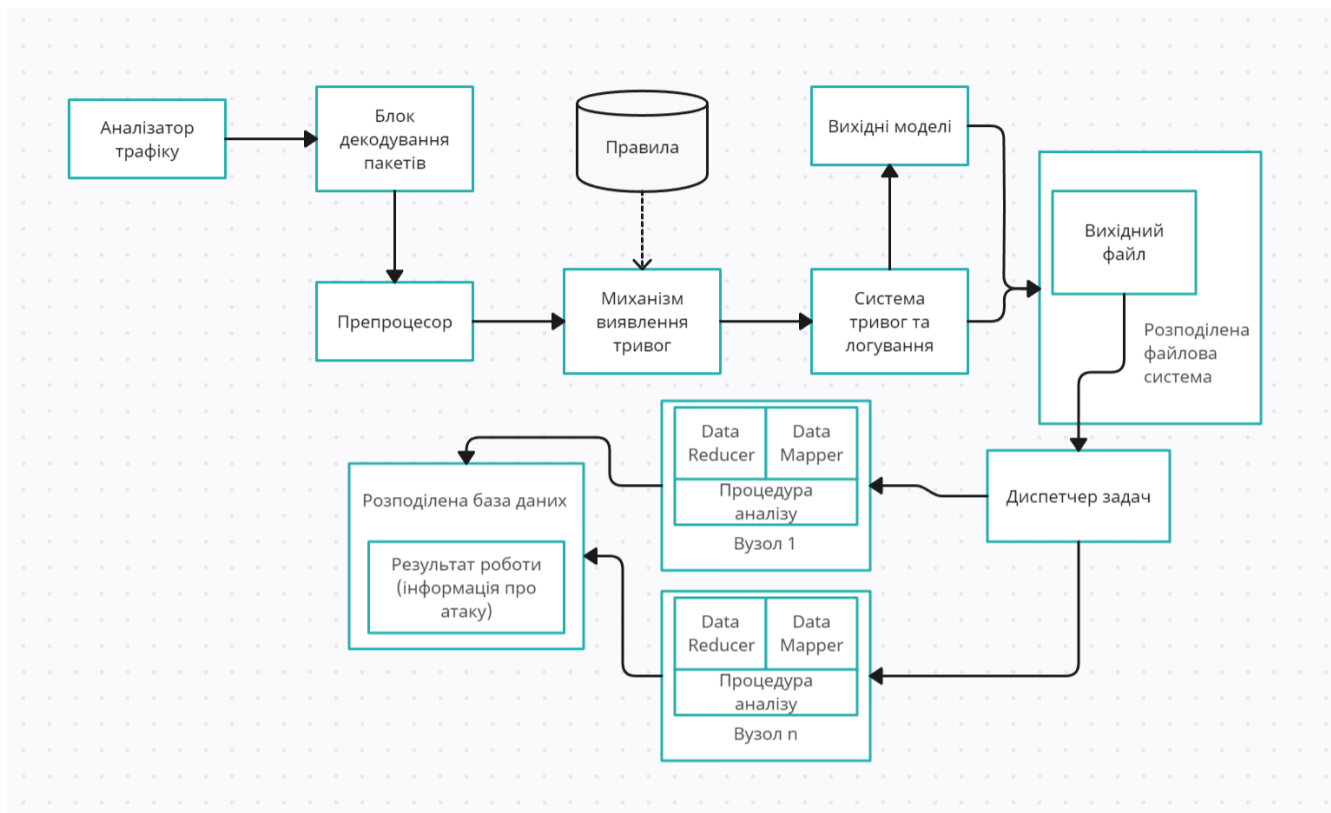 Аналізатор
трафіку
Блок
декодування
пакетів
Правила
Вихідні моделі
Вихідний
файл
Розподілена
файлова
система
Препроцесор
Миханізм
виявлення
тривог
Система
тривог та
логування
Data
Reducer
Data
Mapper
Процедура
аналізу
Вузол 1
Диспетчер задач
Розподілена база даних
Результат роботи
(інформація про
атаку)
Data
Reducer
Data
Mapper
Процедура
аналізу
Вузол n